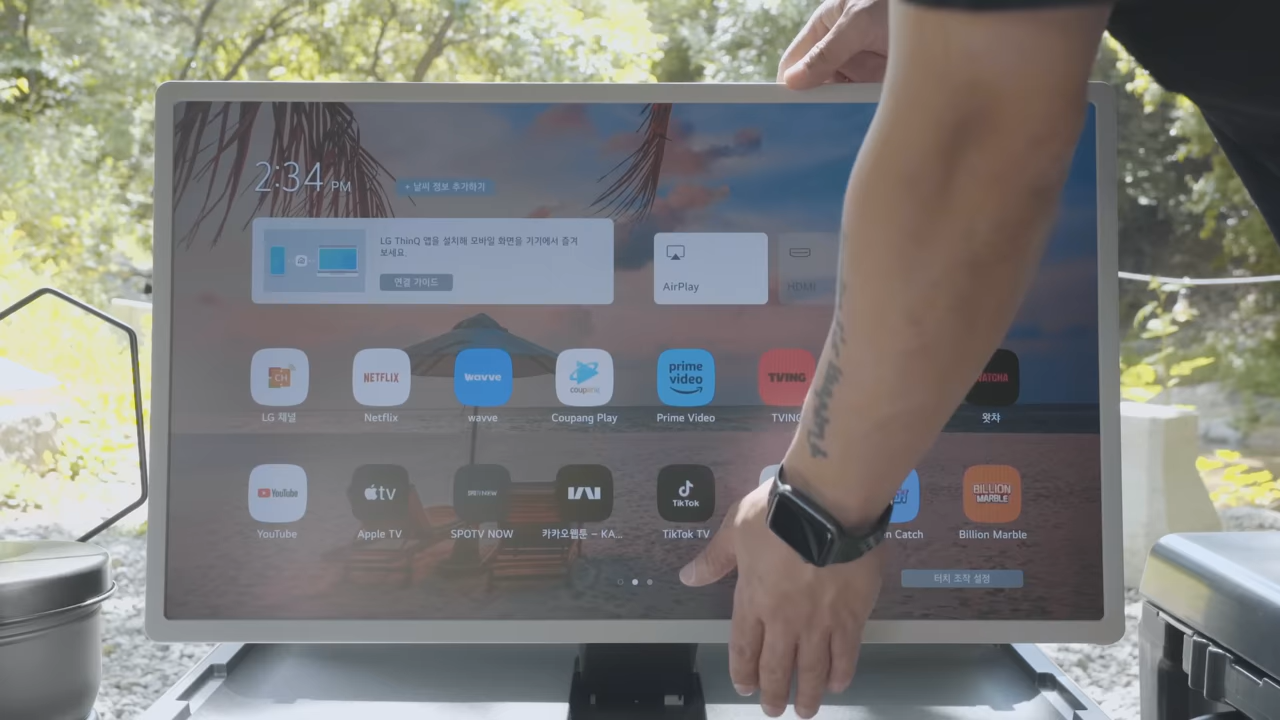 2:34 PM
+ 날씨 정보 추가하기
LG ThinQ 앱을 설치해 모바일 화면을 기기에서 즐겨
보세요.
연결 가이드
AirPlay
HDMI
CH
NETFLIX
wavve
coupang
prime video
TVING
WATCHA
LG 채널
Netflix
wavve
Coupang Play
Prime Video
TVING
왓챠
YouTube
tv
SPOTV NOW
TikTok
BILLION MARBLE
YouTube
Apple TV
SPOTV NOW
카카오웹툰 – KA...
TikTok TV
Catch
Billion Marble
터치 조작 설정